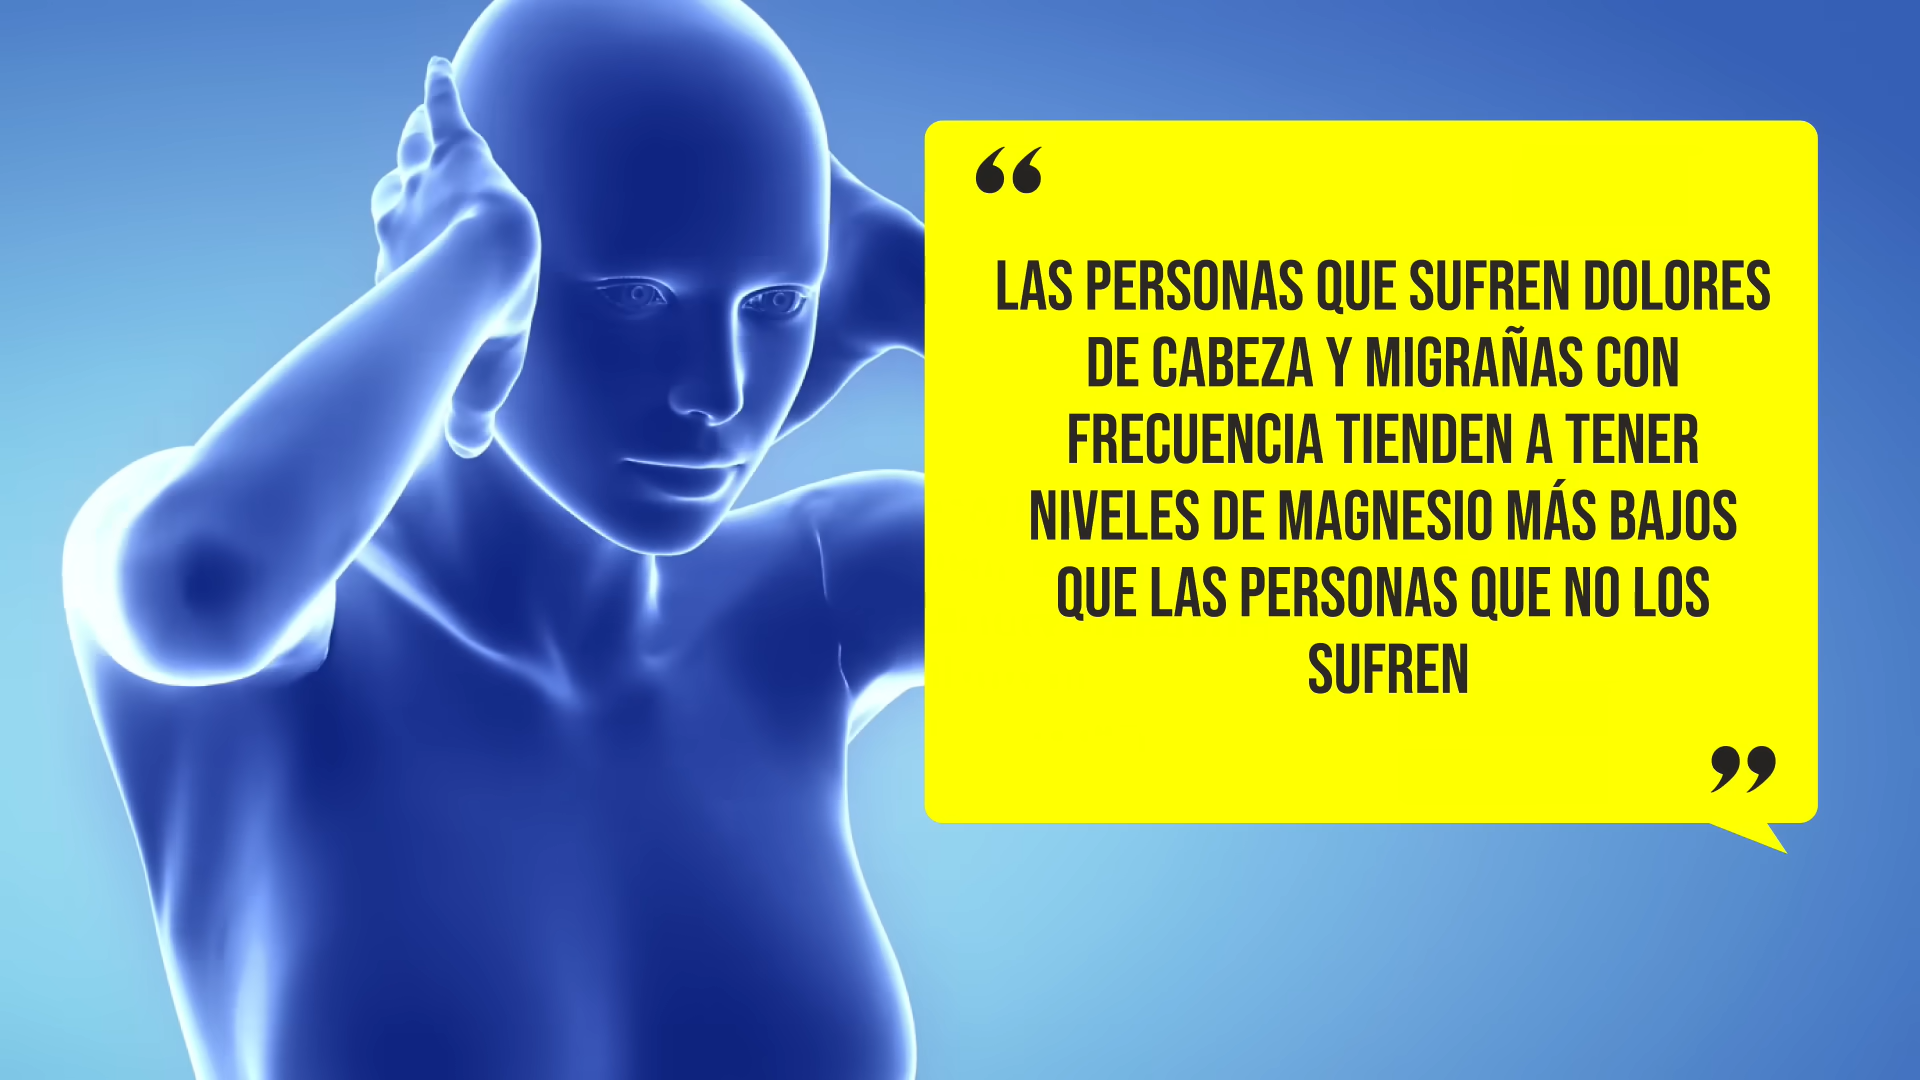 “
LAS PERSONAS QUE SUFREN DOLORES
DE CABEZA Y MIGRAÑAS CON
FRECUENCIA TIENDEN A TENER
NIVELES DE MAGNESIO MÁS BAJOS
QUE LAS PERSONAS QUE NO LOS
SUFREN
”